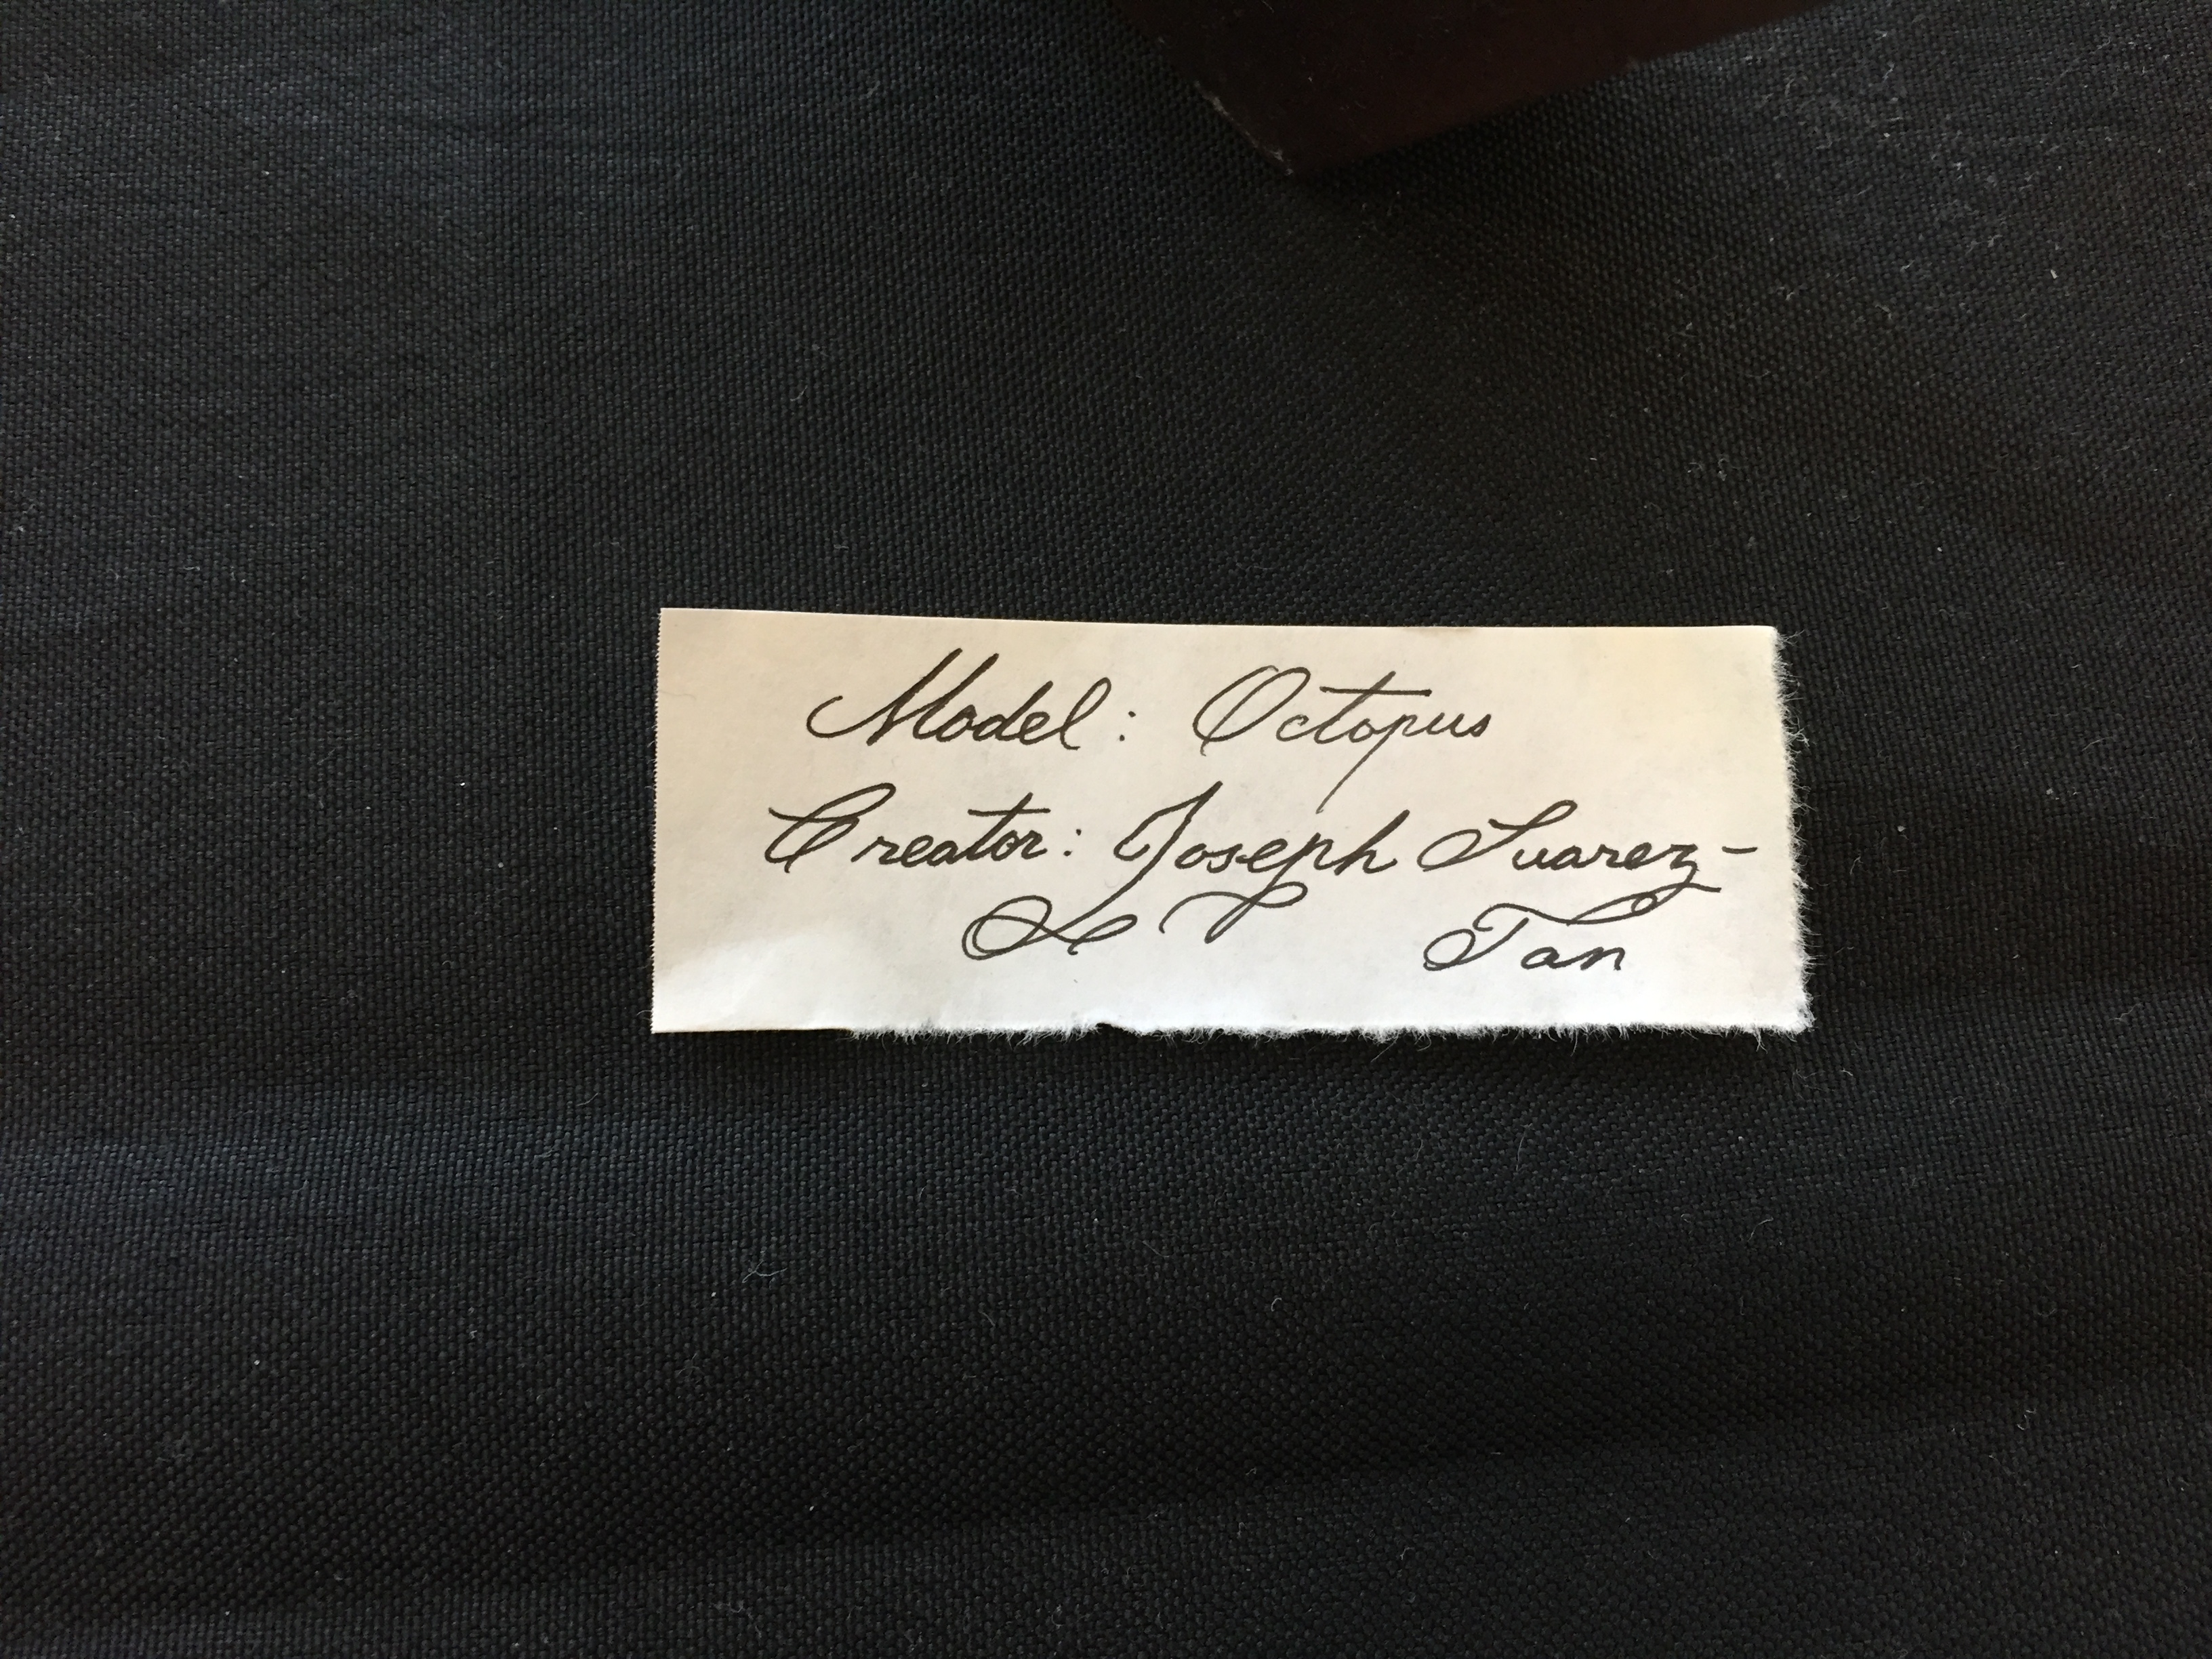 Model: Octopus
Creator: Joseph Suarez-
Tan